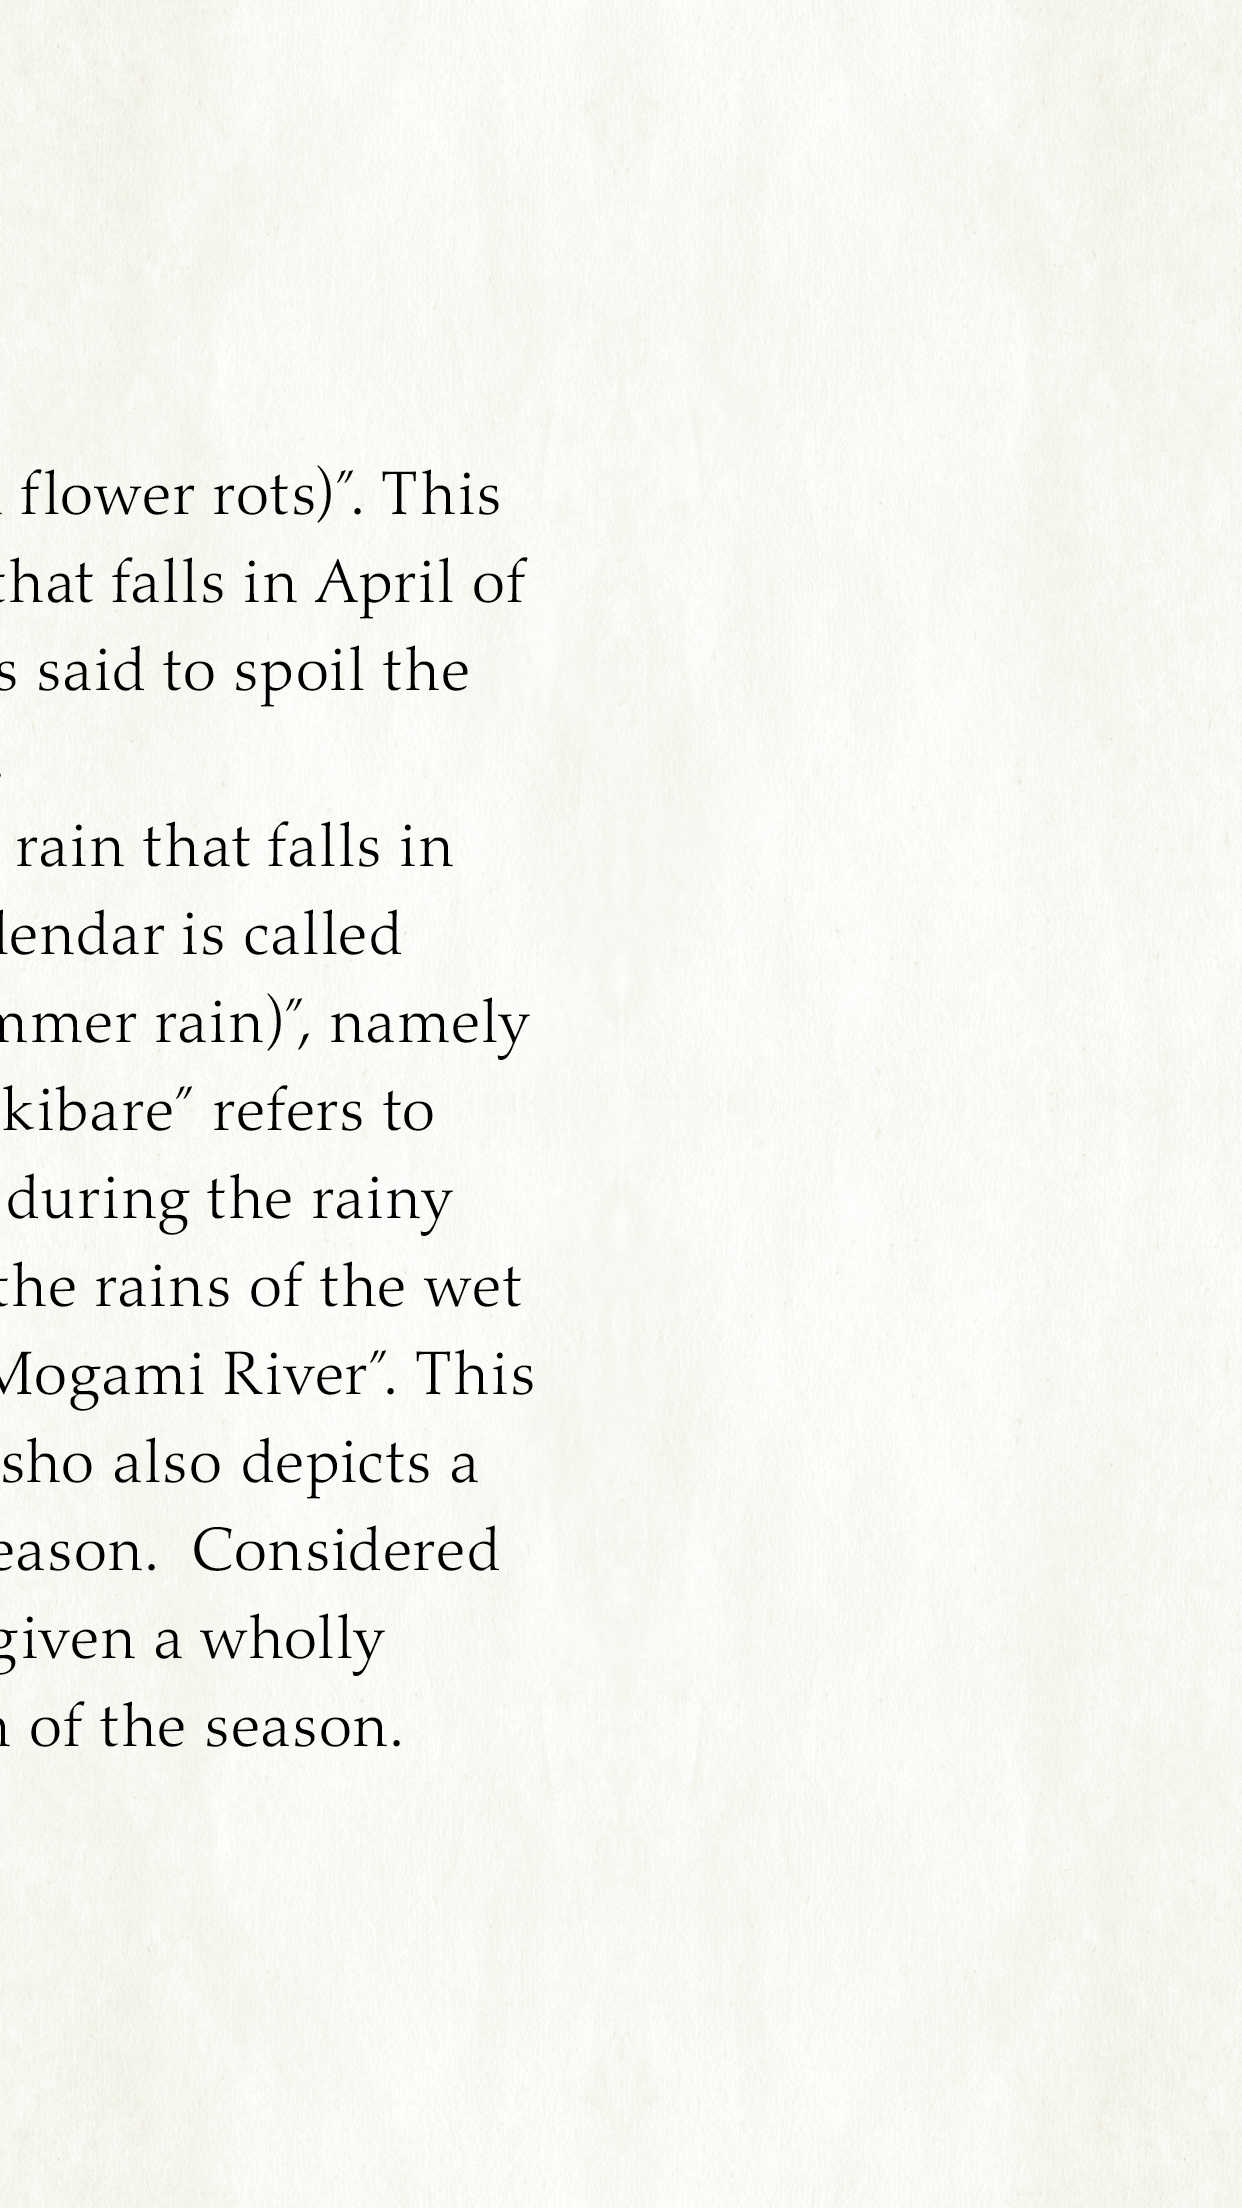 flower rots)”. This
that falls in April of
said to spoil the
rain that falls in
lendar is called
mmer rain)”, namely
kibare” refers to
during the rainy
the rains of the wet
Mogami River”. This
sho also depicts a
eason. Considered
given a wholly
of the season.